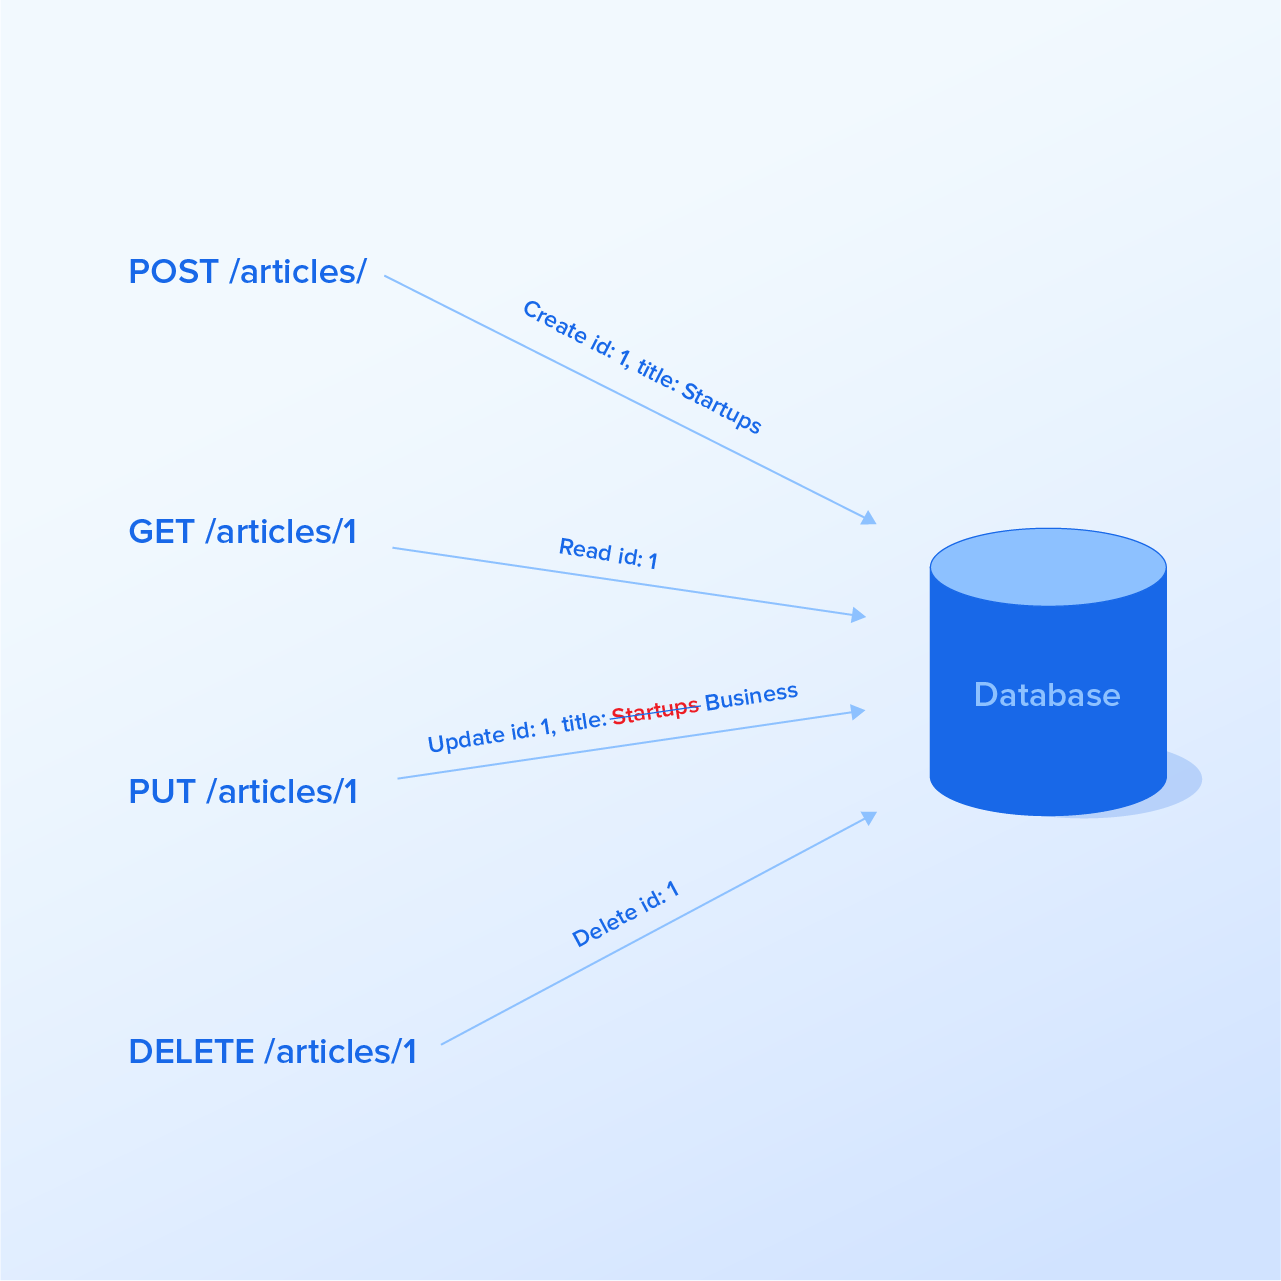 POST /articles/
Create id: 1, title: Startups
GET /articles/1
Read id: 1
Update id: 1, title: Startups Business
PUT /articles/1
Database
Delete id: 1
DELETE /articles/1